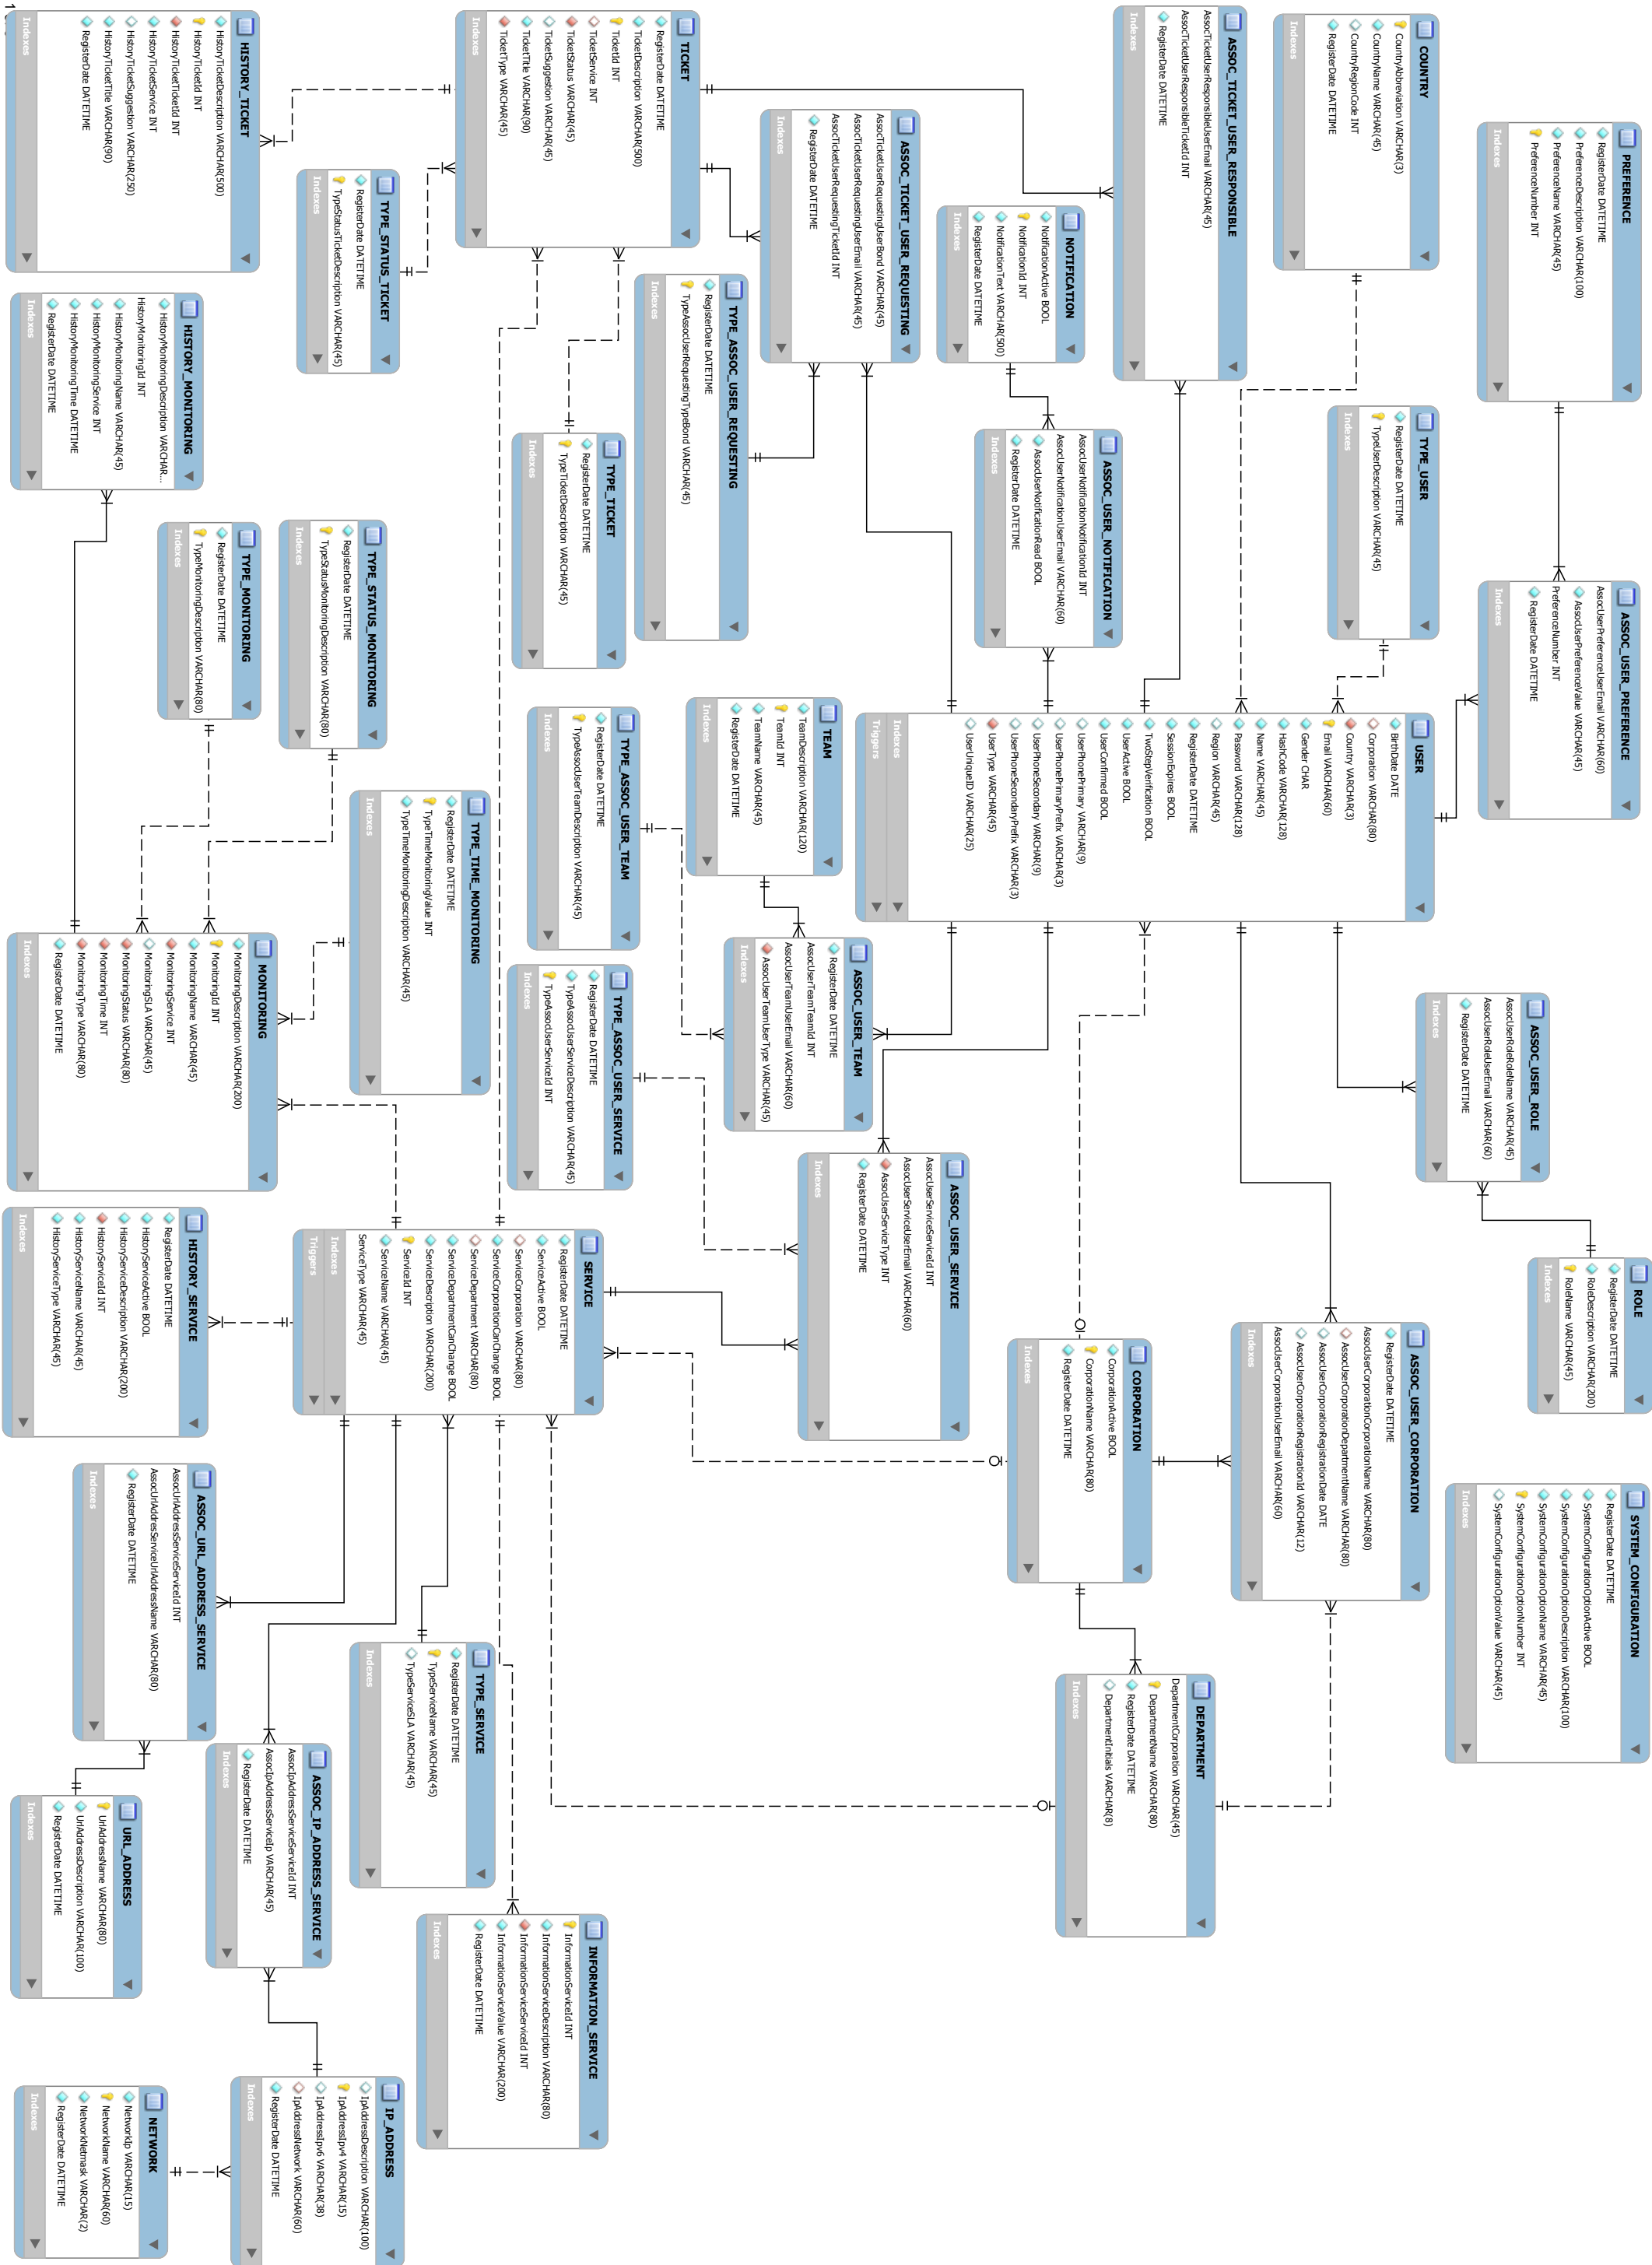 PREFERENCE
RegisterDate DATETIME
PreferenceDescription VARCHAR(100)
PreferenceName VARCHAR(45)
PreferenceNumber INT
Indexes
ASSOC_USER_PREFERENCE
AssocUserPreferenceUserEmail VARCHAR(60)
AssocUserPreferenceValue VARCHAR(45)
PreferenceNumber INT
RegisterDate DATETIME
Indexes
ROLE
RegisterDate DATETIME
RoleDescription VARCHAR(200)
RoleName VARCHAR(45)
Indexes
SYSTEM_CONFIGURATION
RegisterDate DATETIME
SystemConfigurationOptionActive BOOL
SystemConfigurationOptionDescription VARCHAR(100)
SystemConfigurationOptionName VARCHAR(45)
SystemConfigurationOptionNumber INT
SystemConfigurationOptionValue VARCHAR(45)
Indexes
COUNTRY
CountryAbbreviation VARCHAR(3)
CountryName VARCHAR(45)
CountryRegionCode INT
RegisterDate DATETIME
Indexes
TYPE_USER
RegisterDate DATETIME
TypeUserDescription VARCHAR(45)
Indexes
ASSOC_USER_ROLE
AssocUserRoleRoleName VARCHAR(45)
AssocUserRoleUserEmail VARCHAR(60)
RegisterDate DATETIME
Indexes
USER
BirthDate DATE
Corporation VARCHAR(80)
Country VARCHAR(3)
Email VARCHAR(60)
Gender CHAR
HashCode VARCHAR(128)
Name VARCHAR(45)
Password VARCHAR(128)
Region VARCHAR(45)
RegisterDate DATETIME
SessionExpires BOOL
TwoStepVerification BOOL
UserActive BOOL
UserConfirmed BOOL
UserPhonePrimary VARCHAR(9)
UserPhonePrimaryPrefix VARCHAR(3)
UserPhoneSecondary VARCHAR(9)
UserPhoneSecondaryPrefix VARCHAR(3)
UserType VARCHAR(45)
UserUniqueID VARCHAR(25)
Indexes
Triggers
ASSOC_USER_CORPORATION
RegisterDate DATETIME
AssocUserCorporationCorporationName VARCHAR(80)
AssocUserCorporationDepartmentName VARCHAR(80)
AssocUserCorporationRegistrationDate DATE
AssocUserCorporationRegistrationId VARCHAR(12)
AssocUserCorporationUserEmail VARCHAR(60)
Indexes
ASSOC_TICKET_USER_RESPONSIBLE
AssocTicketUserResponsibleUserEmail VARCHAR(45)
AssocTicketUserResponsibleTicketId INT
RegisterDate DATETIME
Indexes
DEPARTMENT
DepartmentCorporation VARCHAR(45)
DepartmentName VARCHAR(80)
RegisterDate DATETIME
DepartmentInitials VARCHAR(8)
Indexes
CORPORATION
CorporationActive BOOL
CorporationName VARCHAR(80)
RegisterDate DATETIME
Indexes
ASSOC_USER_NOTIFICATION
AssocUserNotificationNotificationId INT
AssocUserNotificationUserEmail VARCHAR(60)
AssocUserNotificationRead BOOL
RegisterDate DATETIME
Indexes
NOTIFICATION
NotificationActive BOOL
NotificationId INT
NotificationText VARCHAR(500)
RegisterDate DATETIME
Indexes
ASSOC_USER_SERVICE
AssocUserServiceServiceId INT
AssocUserServiceUserEmail VARCHAR(60)
AssocUserServiceType INT
RegisterDate DATETIME
Indexes
ASSOC_TICKET_USER_REQUESTING
AssocTicketUserRequestingUserBond VARCHAR(45)
AssocTicketUserRequestingUserEmail VARCHAR(45)
AssocTicketUserRequestingTicketId INT
RegisterDate DATETIME
Indexes
ASSOC_USER_TEAM
RegisterDate DATETIME
AssocUserTeamTeamId INT
AssocUserTeamUserEmail VARCHAR(60)
AssocUserTeamUserType VARCHAR(45)
Indexes
TEAM
TeamDescription VARCHAR(120)
TeamId INT
TeamName VARCHAR(45)
RegisterDate DATETIME
Indexes
TYPE_ASSOC_USER_REQUESTING
RegisterDate DATETIME
TypeAssocUserRequestingTypeBond VARCHAR(45)
Indexes
TICKET
RegisterDate DATETIME
TicketDescription VARCHAR(500)
TicketId INT
TicketService INT
TicketStatus VARCHAR(45)
TicketSuggestion VARCHAR(45)
TicketTitle VARCHAR(90)
TicketType VARCHAR(45)
Indexes
TYPE_TICKET
RegisterDate DATETIME
TypeTicketDescription VARCHAR(45)
Indexes
TYPE_ASSOC_USER_TEAM
RegisterDate DATETIME
TypeAssocUserTeamDescription VARCHAR(45)
Indexes
TYPE_ASSOC_USER_SERVICE
RegisterDate DATETIME
TypeAssocUserServiceDescription VARCHAR(45)
TypeAssocUserServiceId INT
Indexes
SERVICE
RegisterDate DATETIME
ServiceActive BOOL
ServiceCorporation VARCHAR(80)
ServiceCorporationCanChange BOOL
ServiceDepartment VARCHAR(80)
ServiceDepartmentCanChange BOOL
ServiceDescription VARCHAR(200)
ServiceId INT
ServiceName VARCHAR(45)
ServiceType VARCHAR(45)
Indexes
Triggers
INFORMATION_SERVICE
InformationServiceId INT
InformationServiceDescription VARCHAR(80)
InformationServiceServiceId INT
InformationServiceValue VARCHAR(200)
RegisterDate DATETIME
Indexes
TYPE_TIME_MONITORING
RegisterDate DATETIME
TypeTimeMonitoringValue INT
TypeTimeMonitoringDescription VARCHAR(45)
Indexes
TYPE_SERVICE
RegisterDate DATETIME
TypeServiceName VARCHAR(45)
TypeServiceSLA VARCHAR(45)
Indexes
TYPE_STATUS_TICKET
RegisterDate DATETIME
TypeStatusTicketDescription VARCHAR(45)
Indexes
TYPE_STATUS_MONITORING
RegisterDate DATETIME
TypeStatusMonitoringDescription VARCHAR(80)
Indexes
IP_ADDRESS
IpAddressDescription VARCHAR(100)
IpAddressIpv4 VARCHAR(15)
IpAddressIpv6 VARCHAR(38)
IpAddressNetwork VARCHAR(60)
RegisterDate DATETIME
Indexes
ASSOC_IP_ADDRESS_SERVICE
AssocIpAddressServiceServiceId INT
AssocIpAddressServiceIp VARCHAR(45)
RegisterDate DATETIME
Indexes
HISTORY_TICKET
HistoryTicketDescription VARCHAR(500)
HistoryTicketId INT
HistoryTicketTicketId INT
HistoryTicketService INT
HistoryTicketSuggestion VARCHAR(250)
HistoryTicketTitle VARCHAR(90)
RegisterDate DATETIME
Indexes
TYPE_MONITORING
RegisterDate DATETIME
TypeMonitoringDescription VARCHAR(80)
Indexes
MONITORING
MonitoringDescription VARCHAR(200)
MonitoringId INT
MonitoringName VARCHAR(45)
MonitoringService INT
MonitoringSLA VARCHAR(45)
MonitoringStatus VARCHAR(80)
MonitoringTime INT
MonitoringType VARCHAR(80)
RegisterDate DATETIME
Indexes
ASSOC_URL_ADDRESS_SERVICE
AssocUrlAddressServiceServiceId INT
AssocUrlAddressServiceUrlAddressName VARCHAR(80)
RegisterDate DATETIME
Indexes
HISTORY_MONITORING
HistoryMonitoringDescription VARCHAR...
HistoryMonitoringId INT
HistoryMonitoringName VARCHAR(45)
HistoryMonitoringService INT
HistoryMonitoringTime DATETIME
RegisterDate DATETIME
Indexes
HISTORY_SERVICE
RegisterDate DATETIME
HistoryServiceActive BOOL
HistoryServiceDescription VARCHAR(200)
HistoryServiceId INT
HistoryServiceName VARCHAR(45)
HistoryServiceType VARCHAR(45)
Indexes
URL_ADDRESS
UrlAddressName VARCHAR(80)
UrlAddressDescription VARCHAR(100)
RegisterDate DATETIME
Indexes
NETWORK
NetworkIp VARCHAR(15)
NetworkName VARCHAR(60)
NetworkNetmask VARCHAR(2)
RegisterDate DATETIME
Indexes